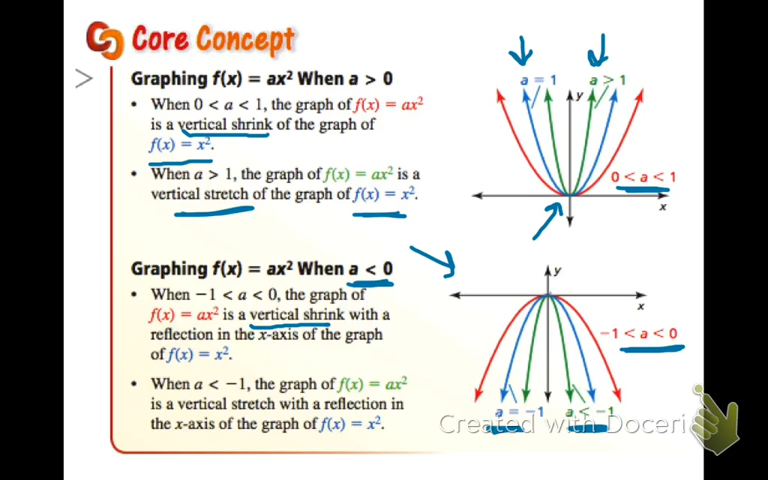 Core Concept
Graphing f(x) = ax² When a > 0
• When 0 < a < 1, the graph of f(x) = ax²
is a vertical shrink of the graph of
f(x) = x².
• When a > 1, the graph of f(x) = ax² is a
vertical stretch of the graph of f(x) = x².
a = 1
a > 1
y
0 < a < 1
x
Graphing f(x) = ax² When a < 0
• When −1 < a < 0, the graph of
f(x) = ax² is a vertical shrink with a
reflection in the x-axis of the graph
of f(x) = x².
• When a < −1, the graph of f(x) = ax²
is a vertical stretch with a reflection in
the x-axis of the graph of f(x) = x².
y
x
−1 < a < 0
a = −1
a < −1
Created with Doceri